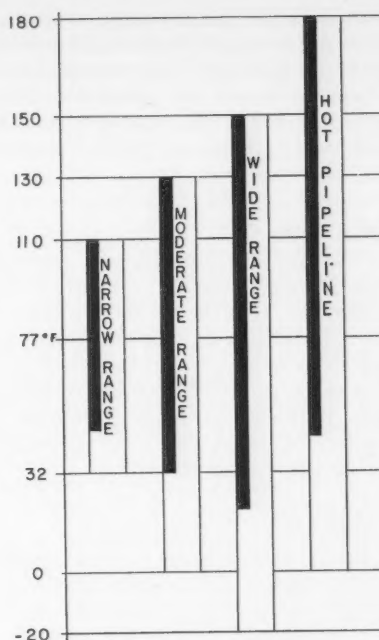 180
150
130
110
77°F
32
0
-20
NARROW RANGE
MODERATE RANGE
WIDE RANGE
HOT PIPELINE